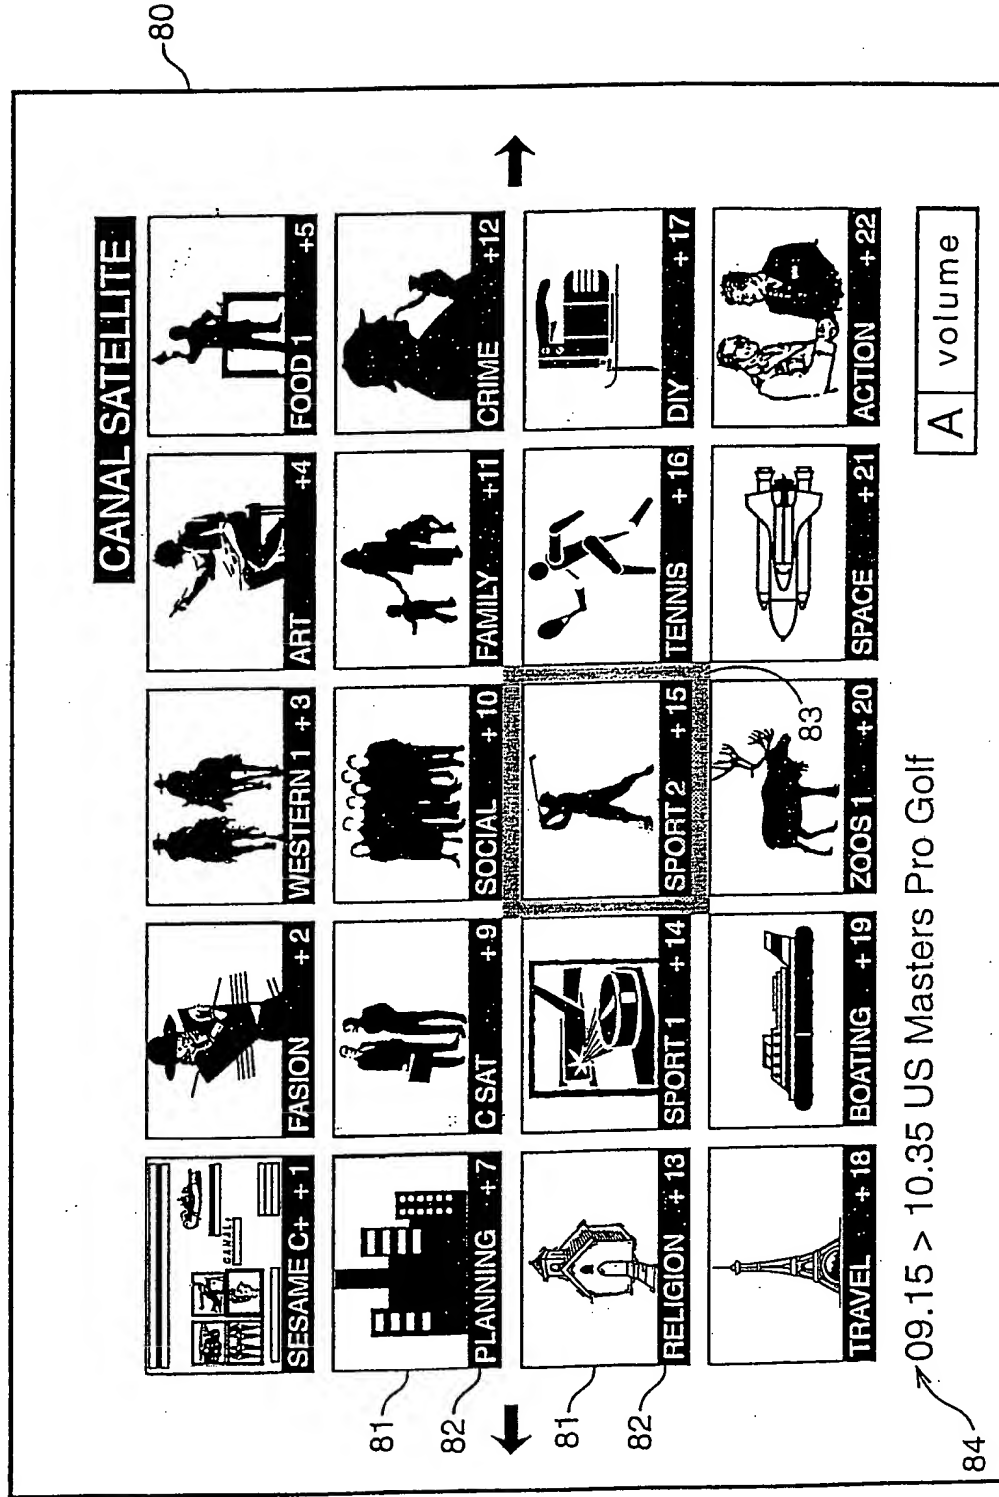 80
CANAL SATELLITE
SESAME C+ +1
FASION +2
WESTERN 1 +3
ART +4
FOOD 1 +5
CANAL+
81
82
PLANNING +7
C SAT +9
SOCIAL +10
FAMILY +11
CRIME +12
81
82
RELIGION +13
SPORT 1 +14
SPORT 2 +15
TENNIS +16
DIY +17
83
TRAVEL +18
BOATING +19
ZOOS 1 +20
SPACE +21
ACTION +22
84
09.15 > 10.35 US Masters Pro Golf
A volume